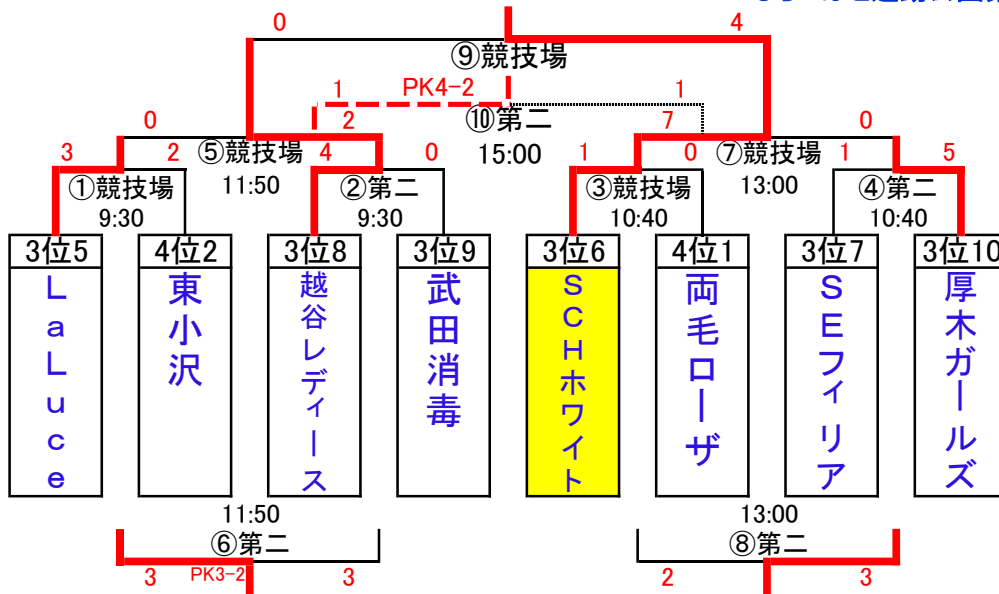 0 4
⑨競技場
1 PK4-2 1
⑩第二
15:00
0 2 7 0
⑤競技場
11:50
⑦競技場
13:00
3 2 4 0 1 0 1 5
①競技場
9:30
②第二
9:30
③競技場
10:40
④第二
10:40
3位5 4位2 3位8 3位9 3位6 4位1 3位7 3位10
LaLuce
東小沢
越谷レディース
武田消毒
SCHホワイト
両毛ローザ
SEフィリア
厚木ガールズ
11:50
⑥第二
3 PK3-2 3
13:00
⑧第二
2 3